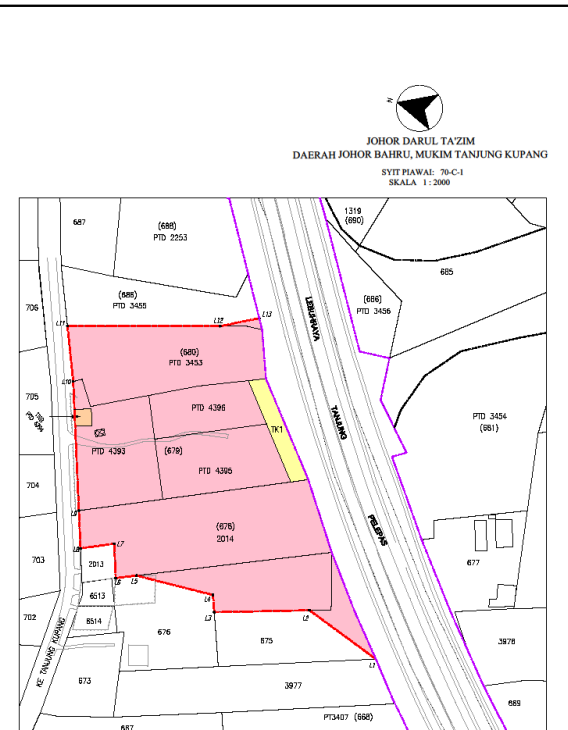 N
JOHOR DARUL TA'ZIM
DAERAH JOHOR BAHRU, MUKIM TANJUNG KUPANG
SYIT PIAWAI: 70-C-1
SKALA 1 : 2000
687
(688)
PTD 2253
1319
(690)
685
706
(686)
PTD 3455
(686)
PTD 3456
L11
L12
L13
LEBUHRAYA
TANJUNG
PELEPAS
(680)
PTD 3453
L10
705
PTD 4396
PTD 3454
(681)
TK1
PTD 4393
(679)
PTD 4395
704
L9
(678)
2014
703
L8
L7
2013
L6
L5
677
6513
L4
702
6514
L3
L2
676
675
3978
KE TANJUNG KUPANG
L1
673
3977
689
PT3407 (668)
667